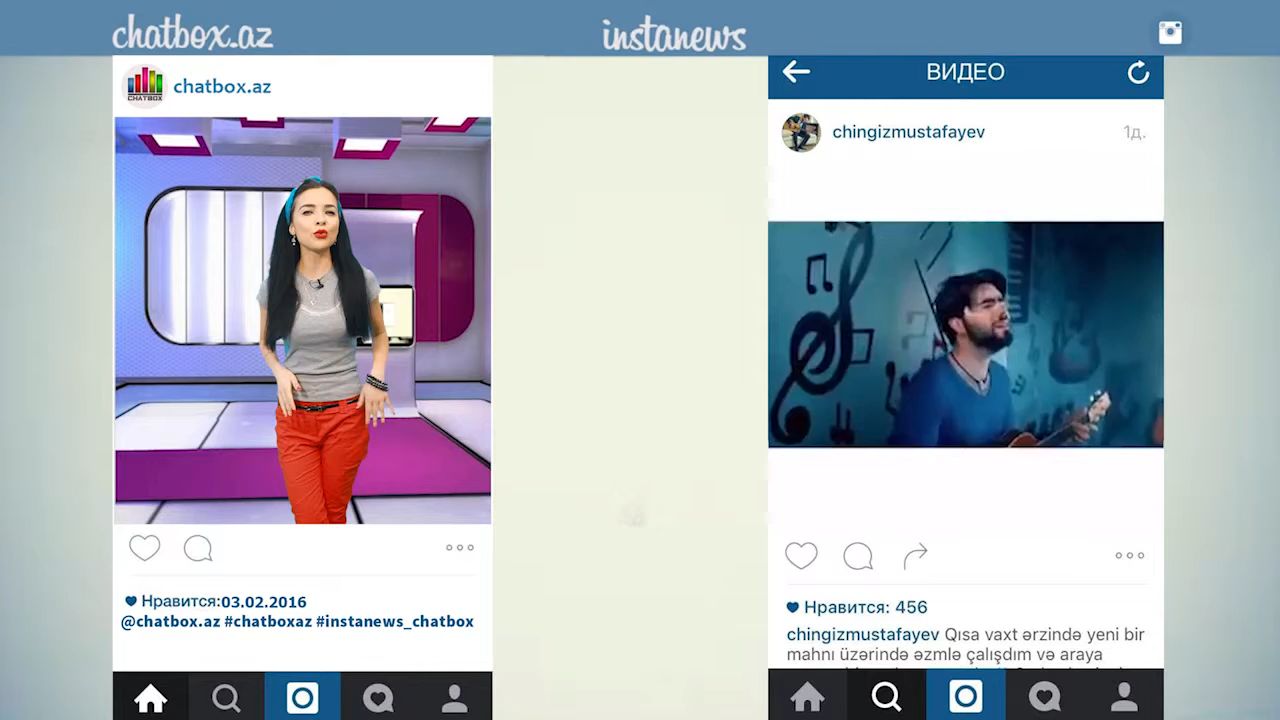 chatbox.az
instanews
CHATBOX
chatbox.az
Нравится:03.02.2016
@chatbox.az #chatboxaz #instanews_chatbox
ВИДЕО
chingizmustafayev
1д.
Нравится: 456
chingizmustafayev Qısa vaxt ərzində yeni bir
mahnı üzərində əzmlə çalışdım və araya